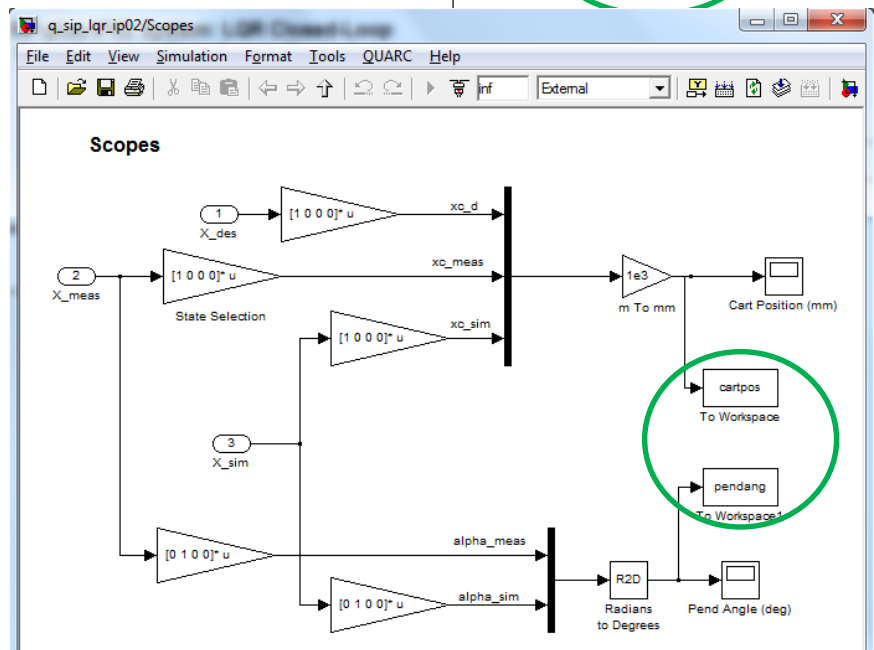 q_sip_lqr_ip02/Scopes
File Edit View Simulation Format Tools QUARC Help
inf External
Scopes
1
X_des
[1 0 0 0]* u
xc_d
2
X_meas
[1 0 0 0]* u
State Selection
xc_meas
1e3
m To mm
Cart Position (mm)
[1 0 0 0]* u
xc_sim
cartpos
To Workspace
3
X_sim
pendang
To Workspace1
[0 1 0 0]* u
alpha_meas
[0 1 0 0]* u
alpha_sim
R2D
Radians
to Degrees
Pend Angle (deg)